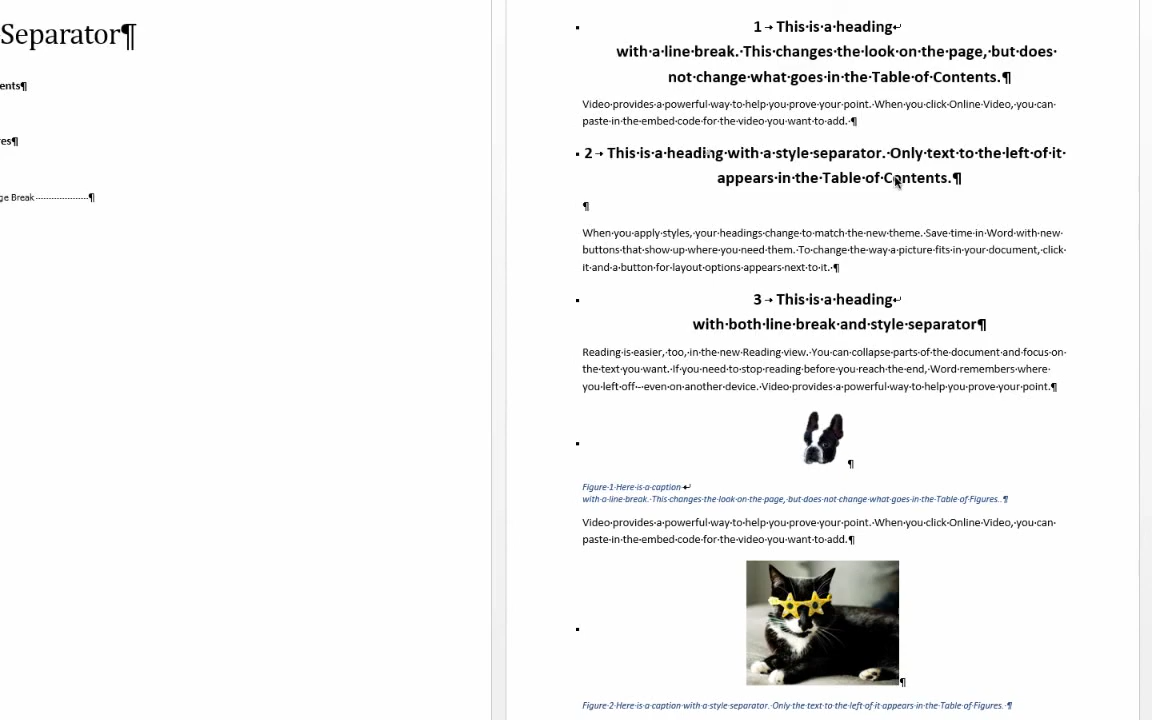 Separator¶
ents¶
es¶
ge Break....................¶
1→This·is·a·heading↵
with·a·line·break.·This·changes·the·look·on·the·page,·but·does·
not·change·what·goes·in·the·Table·of·Contents.¶
Video·provides·a·powerful·way·to·help·you·prove·your·point.·When·you·click·Online·Video,·you·can·
paste·in·the·embed·code·for·the·video·you·want·to·add.·¶
2→This·is·a·heading·with·a·style·separator.·Only·text·to·the·left·of·it·
appears·in·the·Table·of·Contents.¶
¶
When·you·apply·styles,·your·headings·change·to·match·the·new·theme.·Save·time·in·Word·with·new·
buttons·that·show·up·where·you·need·them.·To·change·the·way·a·picture·fits·in·your·document,·click·
it·and·a·button·for·layout·options·appears·next·to·it.·¶
3→This·is·a·heading↵
with·both·line·break·and·style·separator¶
Reading·is·easier,·too,·in·the·new·Reading·view.·You·can·collapse·parts·of·the·document·and·focus·on·
the·text·you·want.·If·you·need·to·stop·reading·before·you·reach·the·end,·Word·remembers·where·
you·left·off·-·even·on·another·device.·Video·provides·a·powerful·way·to·help·you·prove·your·point.¶
¶
Figure·1·Here·is·a·caption·↵
with·a·line·break.·This·changes·the·look·on·the·page,·but·does·not·change·what·goes·in·the·Table·of·Figures..¶
Video·provides·a·powerful·way·to·help·you·prove·your·point.·When·you·click·Online·Video,·you·can·
paste·in·the·embed·code·for·the·video·you·want·to·add.¶
¶
Figure·2·Here·is·a·caption·with·a·style·separator.·Only·the·text·to·the·left·of·it·appears·in·the·Table·of·Figures.·¶